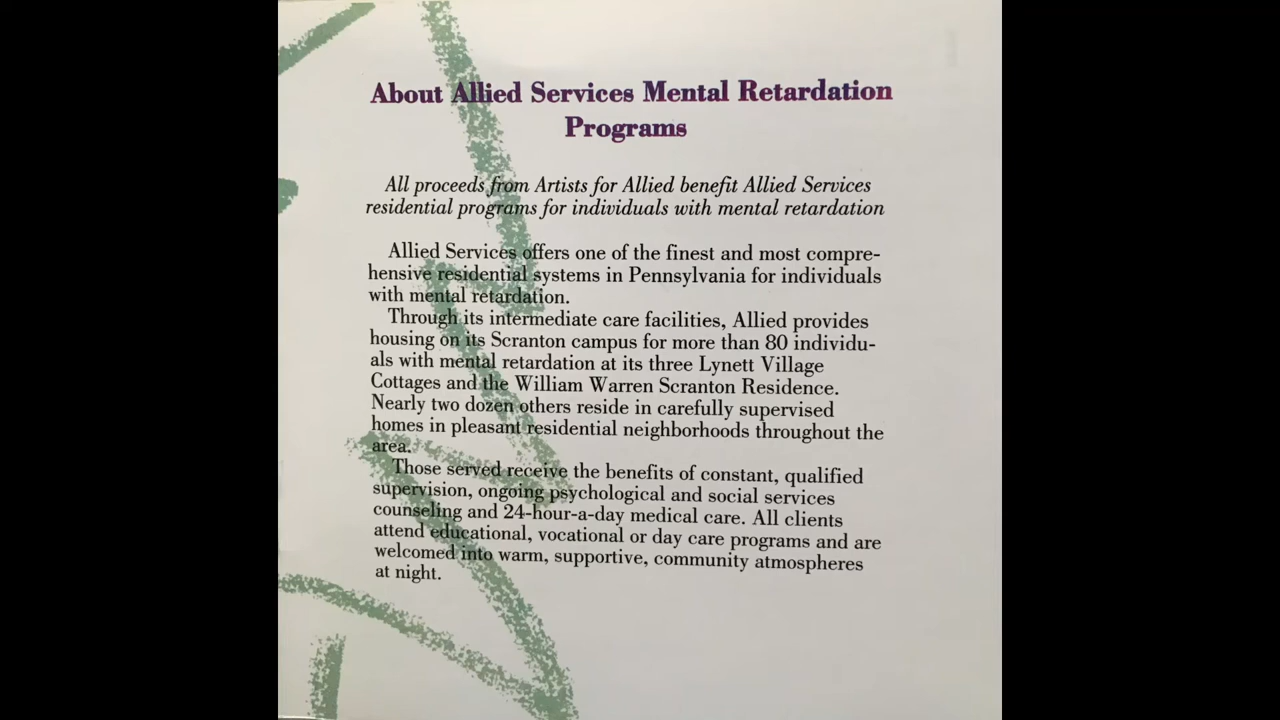 About Allied Services Mental Retardation
Programs
All proceeds from Artists for Allied benefit Allied Services
residential programs for individuals with mental retardation
Allied Services offers one of the finest and most compre-
hensive residential systems in Pennsylvania for individuals
with mental retardation.
Through its intermediate care facilities, Allied provides
housing on its Scranton campus for more than 80 individu-
als with mental retardation at its three Lynett Village
Cottages and the William Warren Scranton Residence.
Nearly two dozen others reside in carefully supervised
homes in pleasant residential neighborhoods throughout the
area.
Those served receive the benefits of constant, qualified
supervision, ongoing psychological and social services
counseling and 24-hour-a-day medical care. All clients
attend educational, vocational or day care programs and are
welcomed into warm, supportive, community atmospheres
at night.